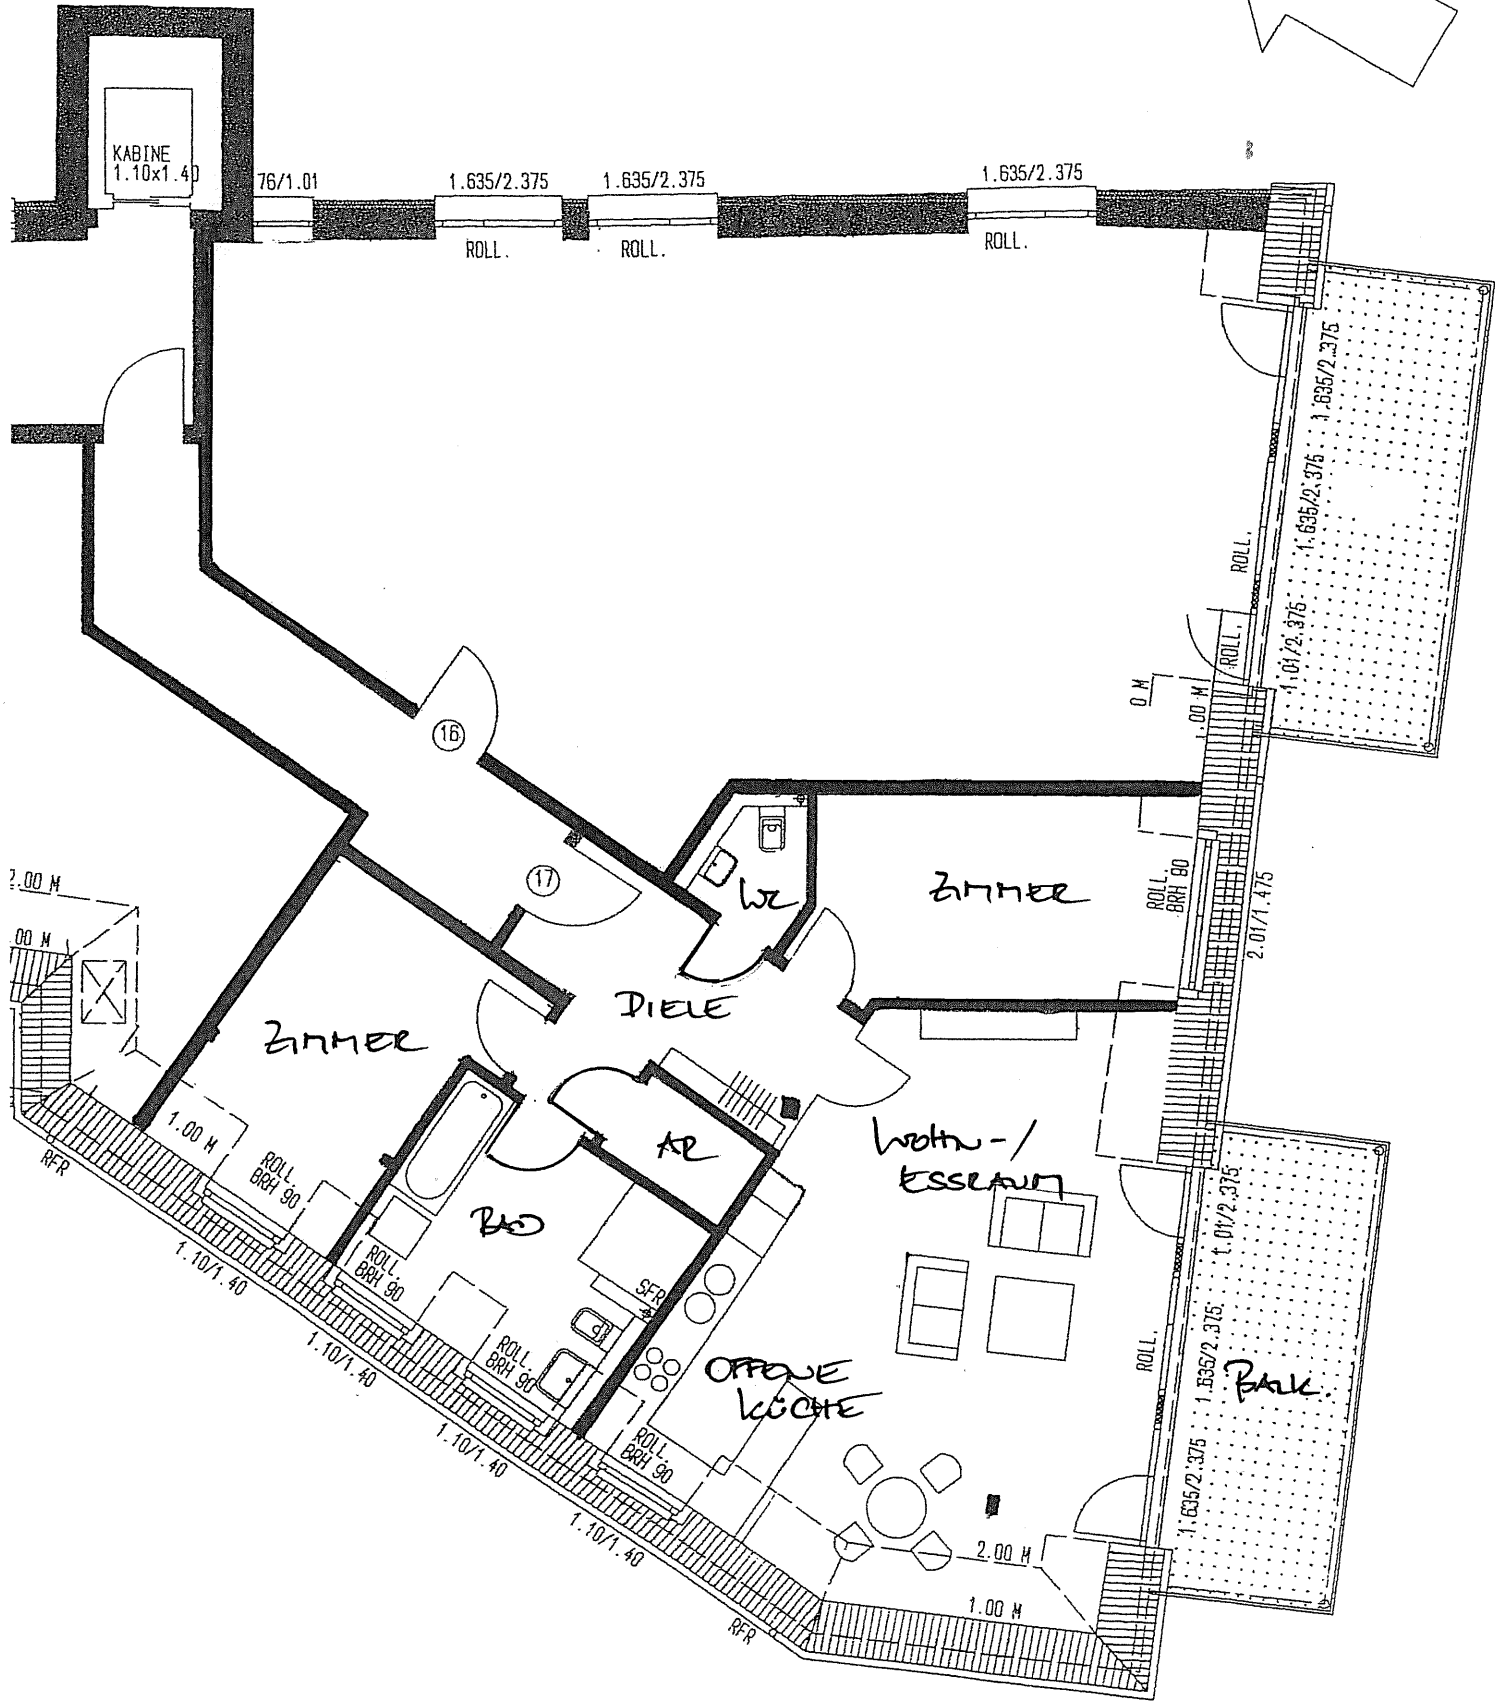 KABINE
1.10x1.40
76/1.01
1.635/2.375
1.635/2.375
1.635/2.375
ROLL.
ROLL.
ROLL.
1.635/2.375
1.635/2.375
1.01/2.375
ROLL.
ROLL.
0 M
00 M
16
17
WC
ZIMMER
ROLL.
BRH 90
2.01/1.475
2.00 M
00 M
DIELE
ZIMMER
AR
WOHN-/
ESSRAUM
BAD
1.00 M
RFR
ROLL.
BRH 90
1.10/1.40
ROLL.
BRH 90
1.10/1.40
SFR
ROLL.
BRH 90
1.10/1.40
OFFENE
KÜCHE
ROLL.
BRH 90
1.10/1.40
1.01/2.375
1.635/2.375
1.635/2.375
ROLL.
BALK.
2.00 M
1.00 M
RFR